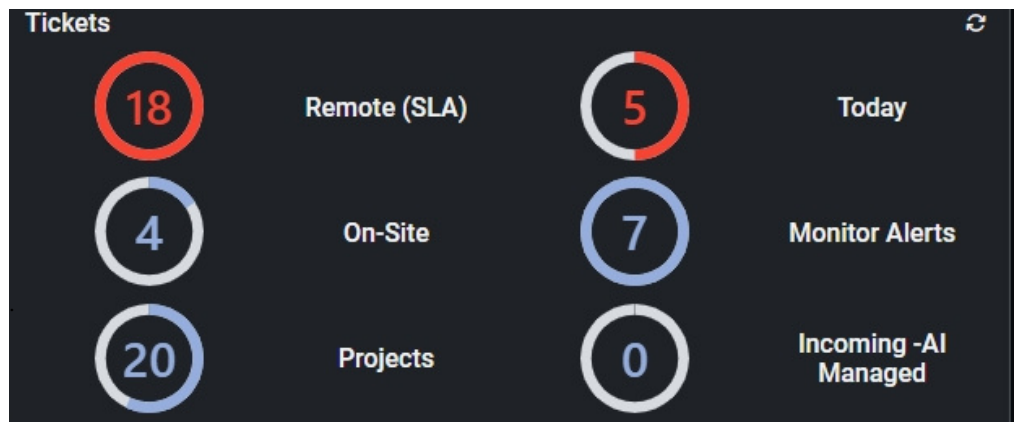 Tickets
18
Remote (SLA)
5
Today
4
On-Site
7
Monitor Alerts
20
Projects
0
Incoming -AI
Managed